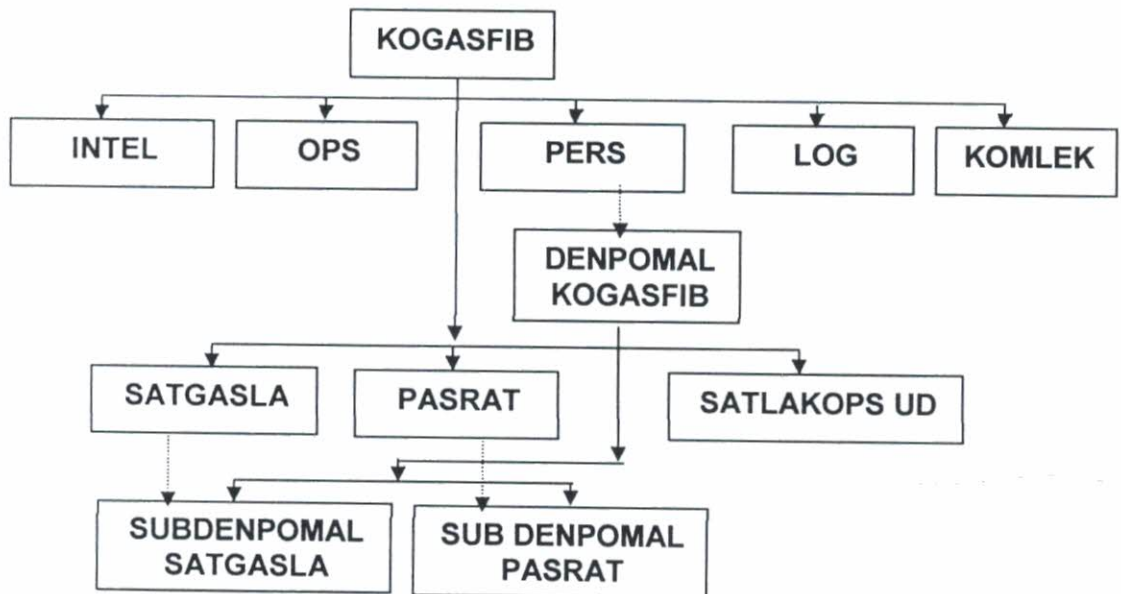 KOGASFIB
INTEL
OPS
PERS
LOG
KOMLEK
DENPOMAL
KOGASFIB
SATGASLA
PASRAT
SATLAKOPS UD
SUBDENPOMAL
SATGASLA
SUB DENPOMAL
PASRAT